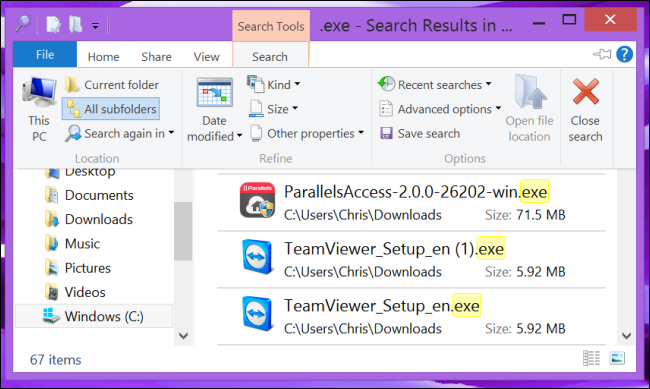 Search Tools
.exe - Search Results in ...
File
Home
Share
View
Search
This PC
Current folder
All subfolders
Search again in
Location
Date modified
Kind
Size
Other properties
Refine
Recent searches
Advanced options
Save search
Options
Open file location
Close search
Desktop
Documents
Downloads
Music
Pictures
Videos
Windows (C:)
Parallels
ParallelsAccess-2.0.0-26202-win.exe
C:\Users\Chris\Downloads Size: 71.5 MB
TeamViewer_Setup_en (1).exe
C:\Users\Chris\Downloads Size: 5.92 MB
TeamViewer_Setup_en.exe
C:\Users\Chris\Downloads Size: 5.92 MB
67 items